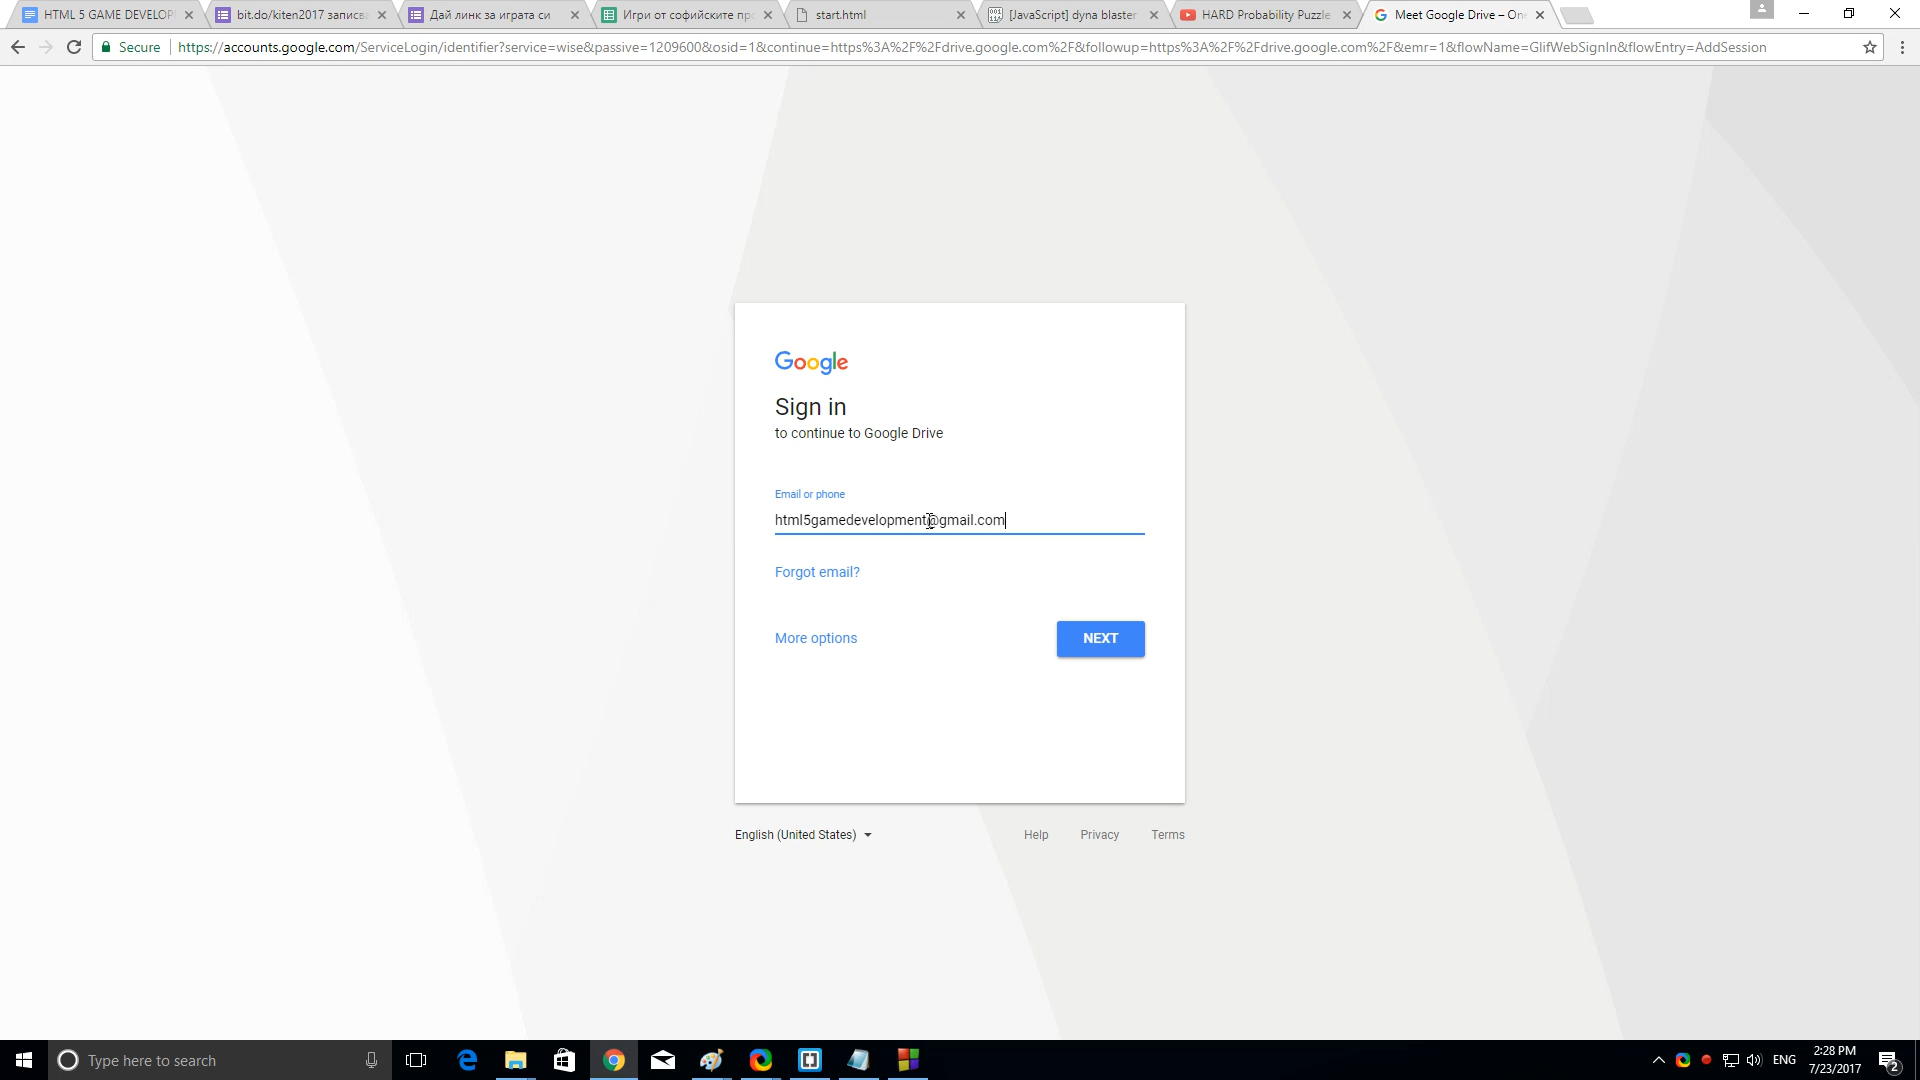 HTML 5 GAME DEVELOP
bit.do/kiten2017 записва
Дай линк за играта си
Игри от софийските пр
start.html
[JavaScript] dyna blaster
HARD Probability Puzzle
Meet Google Drive – On
Secure
https://accounts.google.com/ServiceLogin/identifier?service=wise&passive=1209600&osid=1&continue=https%3A%2F%2Fdrive.google.com%2F&followup=https%3A%2F%2Fdrive.google.com%2F&emr=1&flowName=GlifWebSignIn&flowEntry=AddSession
Google
Sign in
to continue to Google Drive
Email or phone
html5gamedevelopment@gmail.com
Forgot email?
More options
NEXT
English (United States)
Help
Privacy
Terms
Type here to search
ENG
2:28 PM
7/23/2017
2